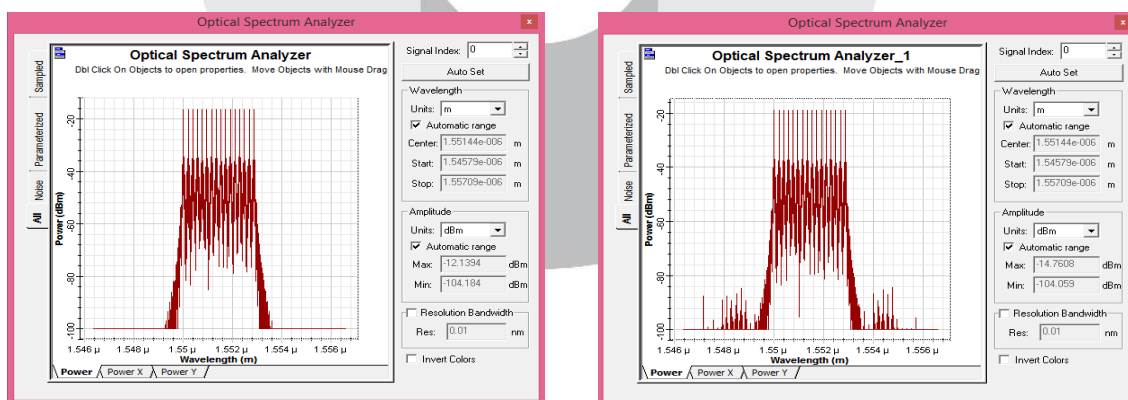 Optical Spectrum Analyzer
x
Sampled
Parameterized
Noise
All
Optical Spectrum Analyzer
Dbl Click On Objects to open properties. Move Objects with Mouse Drag
Power (dBm)
-20
-40
-60
-80
-100
1.546 µ 1.548 µ 1.55 µ 1.552 µ 1.554 µ 1.556 µ
Wavelength (m)
Power Power X Power Y
Signal Index: 0
Auto Set
Wavelength
Units: m
Automatic range
Center: 1.55144e-006 m
Start: 1.54579e-006 m
Stop: 1.55709e-006 m
Amplitude
Units: dBm
Automatic range
Max: -12.1394 dBm
Min: -104.184 dBm
Resolution Bandwidth
Res: 0.01 nm
Invert Colors
Optical Spectrum Analyzer
x
Sampled
Parameterized
Noise
All
Optical Spectrum Analyzer_1
Dbl Click On Objects to open properties. Move Objects with Mouse Drag
Power (dBm)
-20
-40
-60
-80
-100
1.546 µ 1.548 µ 1.55 µ 1.552 µ 1.554 µ 1.556 µ
Wavelength (m)
Power Power X Power Y
Signal Index: 0
Auto Set
Wavelength
Units: m
Automatic range
Center: 1.55144e-006 m
Start: 1.54579e-006 m
Stop: 1.55709e-006 m
Amplitude
Units: dBm
Automatic range
Max: -14.7608 dBm
Min: -104.059 dBm
Resolution Bandwidth
Res: 0.01 nm
Invert Colors